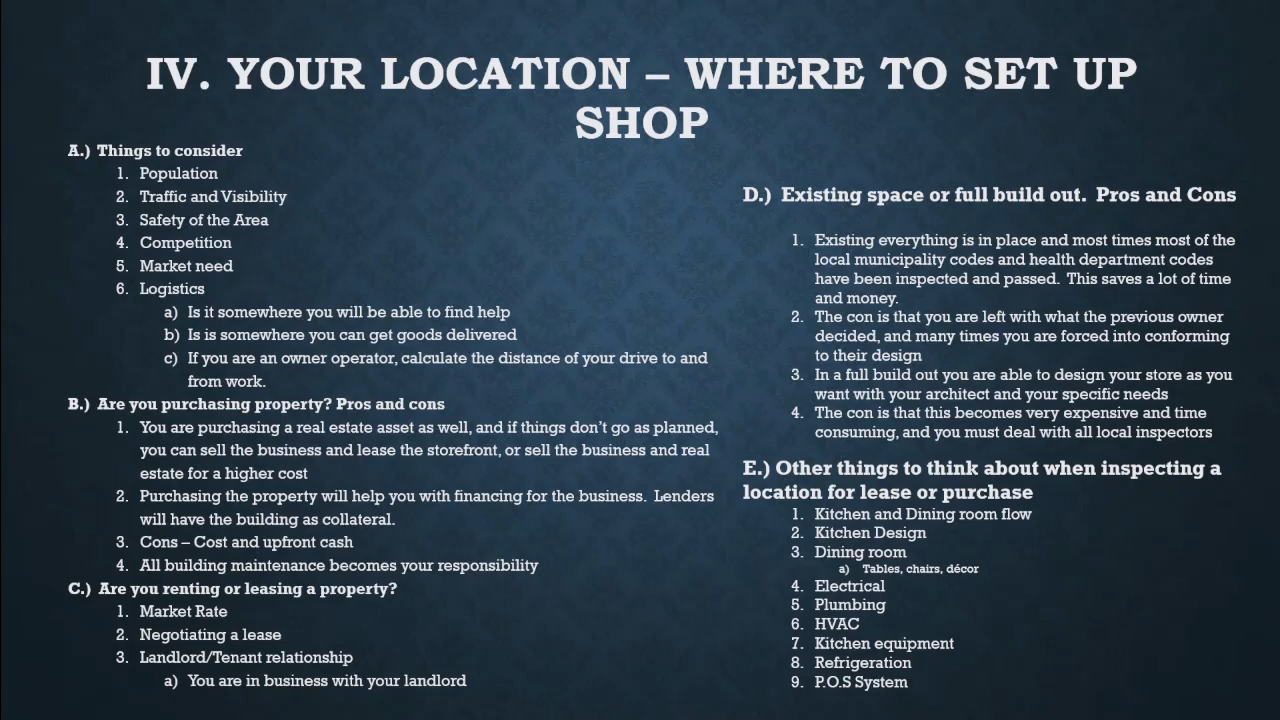 IV. YOUR LOCATION – WHERE TO SET UP
SHOP
A.) Things to consider
1. Population
2. Traffic and Visibility
3. Safety of the Area
4. Competition
5. Market need
6. Logistics
a) Is it somewhere you will be able to find help
b) Is is somewhere you can get goods delivered
c) If you are an owner operator, calculate the distance of your drive to and
from work.
B.) Are you purchasing property? Pros and cons
1. You are purchasing a real estate asset as well, and if things don't go as planned,
you can sell the business and lease the storefront, or sell the business and real
estate for a higher cost
2. Purchasing the property will help you with financing for the business. Lenders
will have the building as collateral.
3. Cons – Cost and upfront cash
4. All building maintenance becomes your responsibility
C.) Are you renting or leasing a property?
1. Market Rate
2. Negotiating a lease
3. Landlord/Tenant relationship
a) You are in business with your landlord
D.) Existing space or full build out. Pros and Cons
1. Existing everything is in place and most times most of the
local municipality codes and health department codes
have been inspected and passed. This saves a lot of time
and money.
2. The con is that you are left with what the previous owner
decided, and many times you are forced into conforming
to their design
3. In a full build out you are able to design your store as you
want with your architect and your specific needs
4. The con is that this becomes very expensive and time
consuming, and you must deal with all local inspectors
E.) Other things to think about when inspecting a
location for lease or purchase
1. Kitchen and Dining room flow
2. Kitchen Design
3. Dining room
a) Tables, chairs, décor
4. Electrical
5. Plumbing
6. HVAC
7. Kitchen equipment
8. Refrigeration
9. P.O.S System